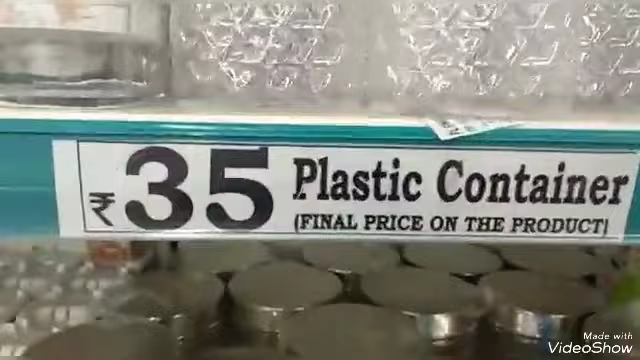 ₹35 Plastic Container
(FINAL PRICE ON THE PRODUCT)
Made with
VideoShow